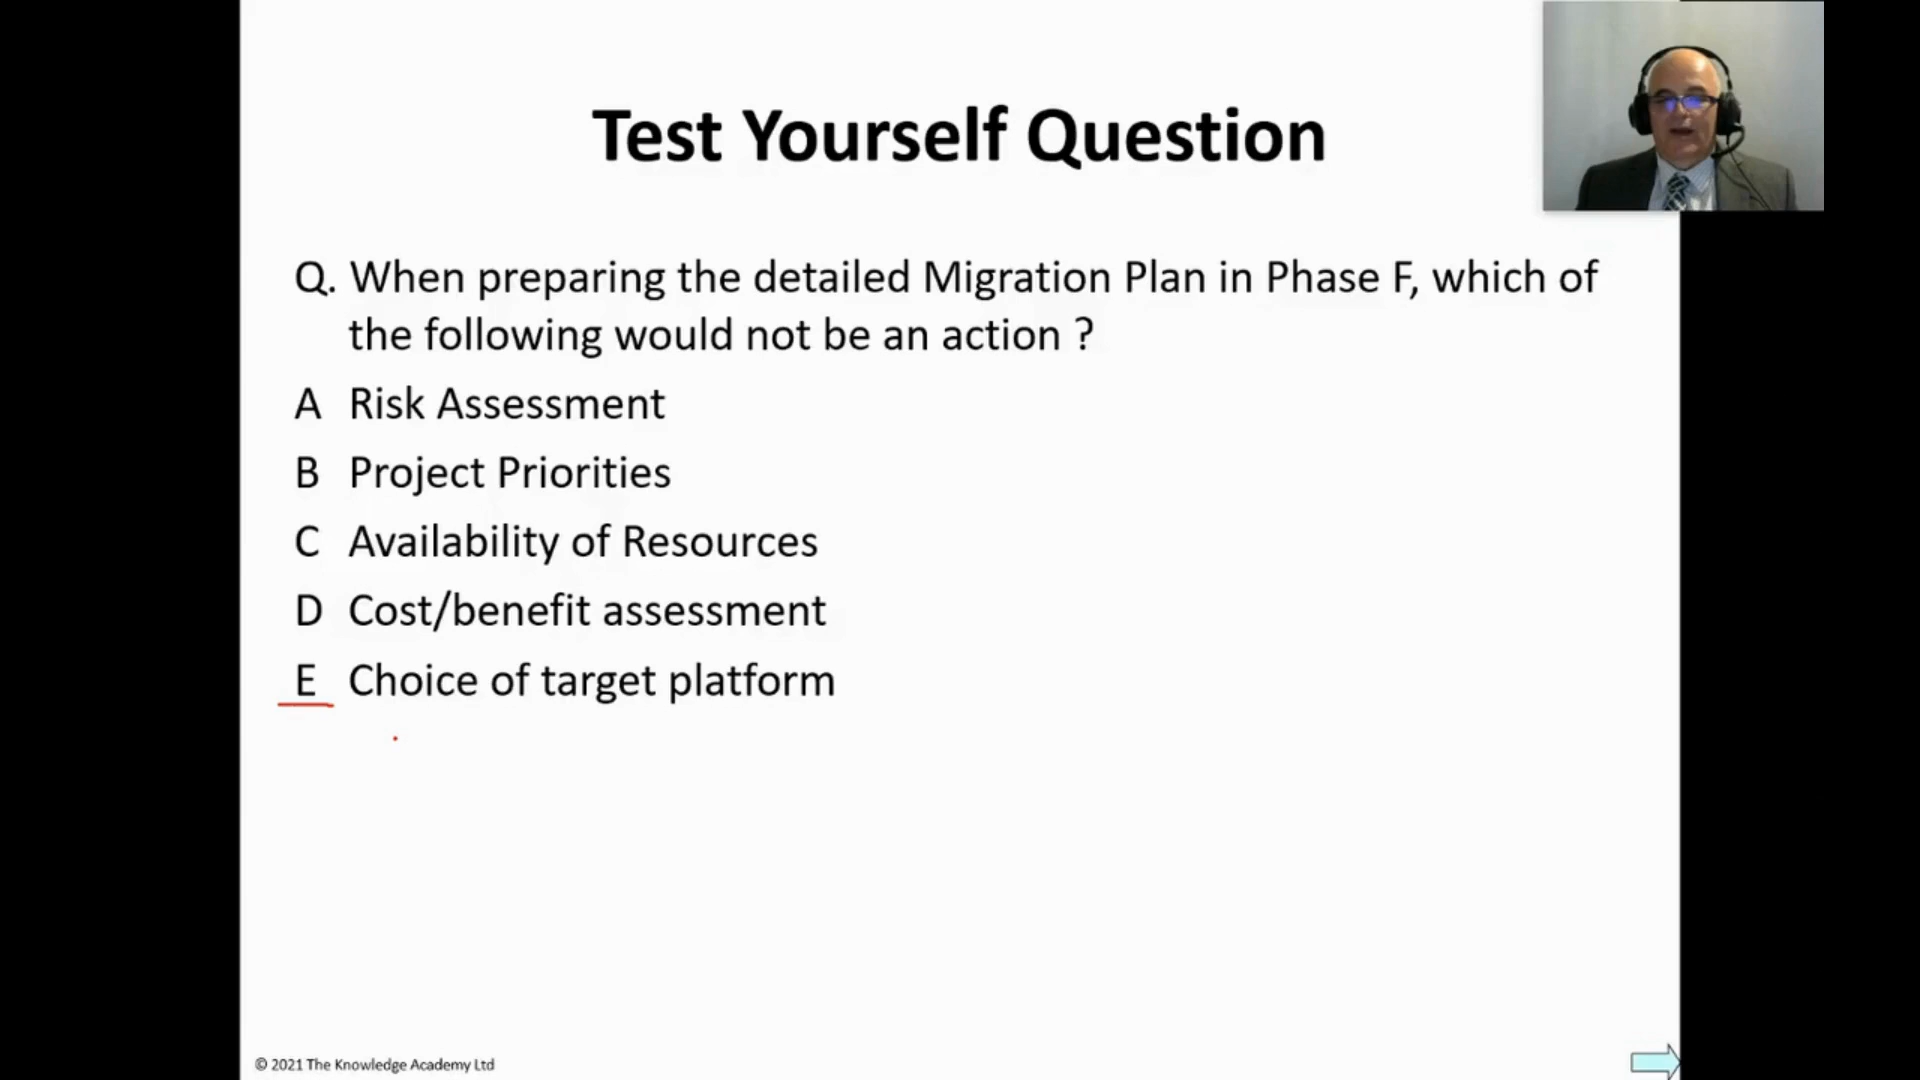 Test Yourself Question
Q. When preparing the detailed Migration Plan in Phase F, which of
the following would not be an action ?
A Risk Assessment
B Project Priorities
C Availability of Resources
D Cost/benefit assessment
E Choice of target platform
© 2021 The Knowledge Academy Ltd